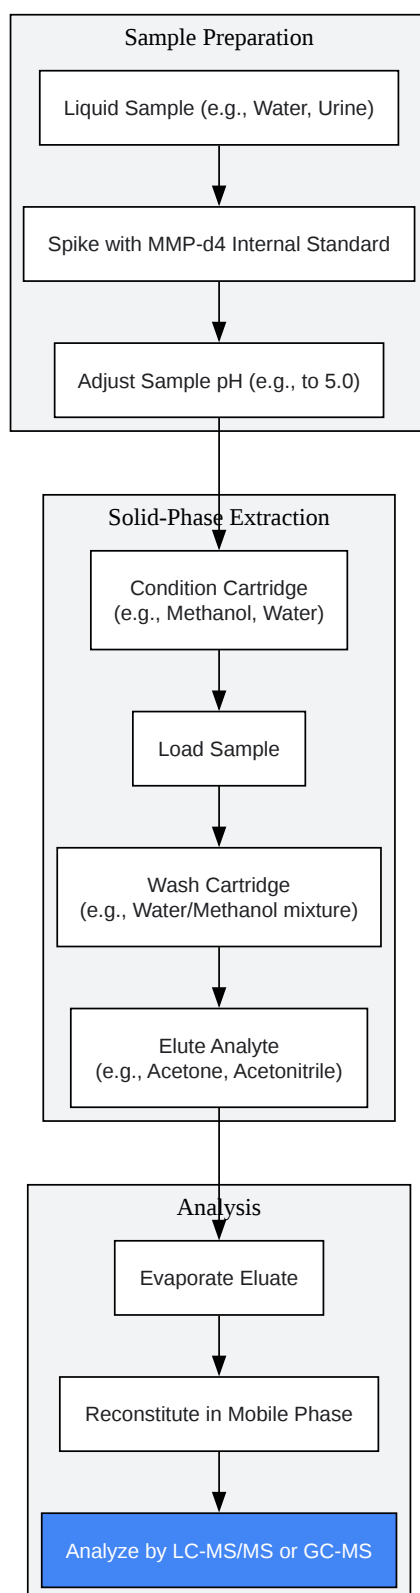 Sample Preparation
Liquid Sample (e.g., Water, Urine)
Spike with MMP-d4 Internal Standard
Adjust Sample pH (e.g., to 5.0)
Solid-Phase Extraction
Condition Cartridge
(e.g., Methanol, Water)
Load Sample
Wash Cartridge
(e.g., Water/Methanol mixture)
Elute Analyte
(e.g., Acetone, Acetonitrile)
Analysis
Evaporate Eluate
Reconstitute in Mobile Phase
Analyze by LC-MS/MS or GC-MS